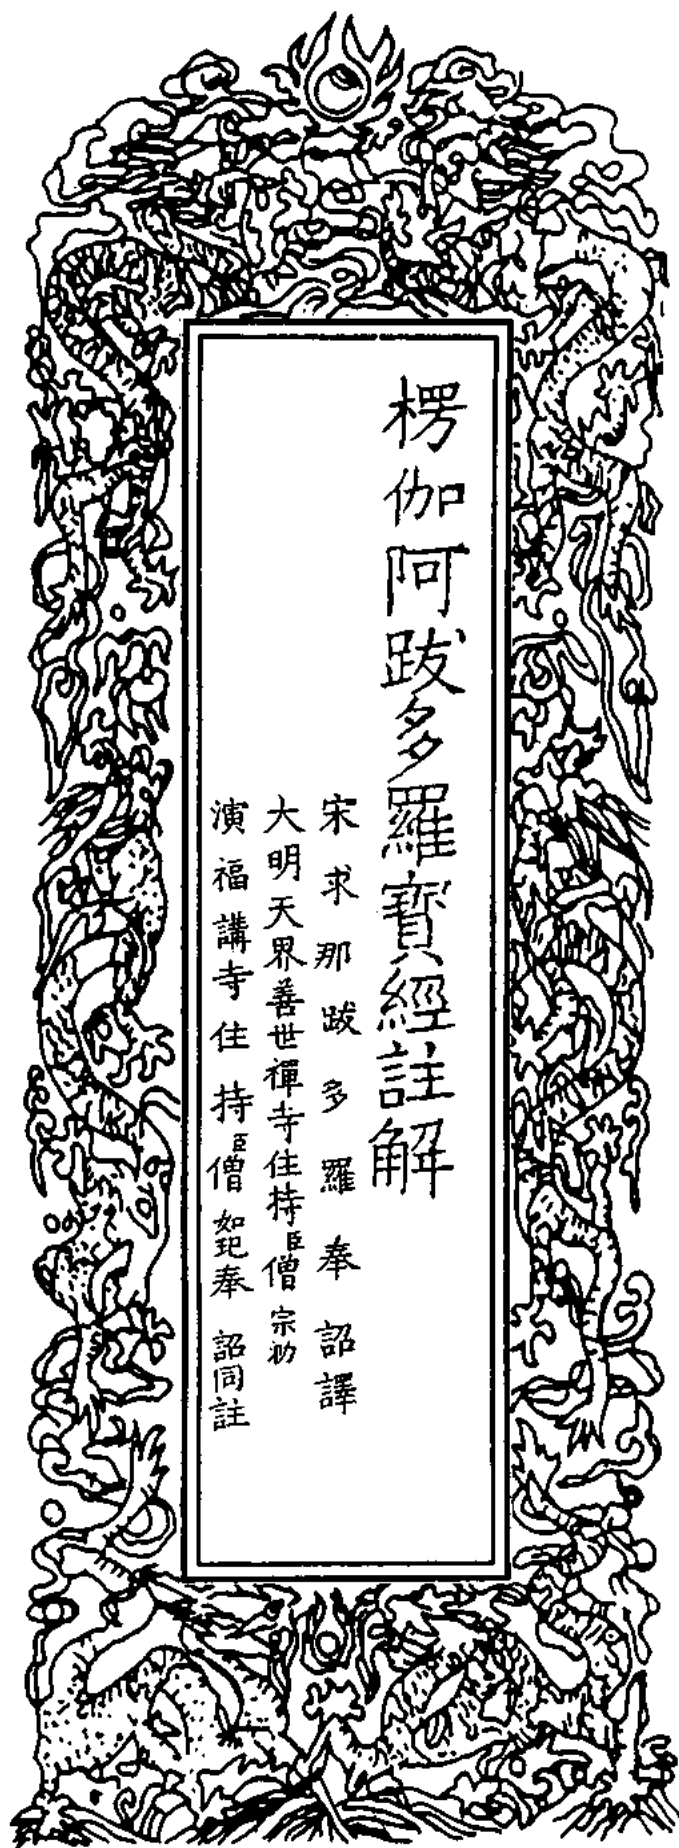 楞伽阿跋多羅寶經註解
宋求那跋多羅奉詔譯
大明天界善世禪寺住持臣僧宗泐
演福講寺住持臣僧如玘奉詔同註